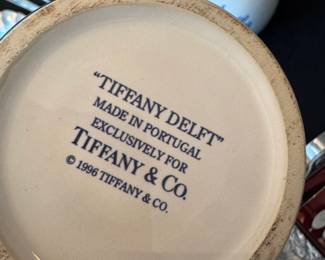 "TIFFANY DELFT"
MADE IN PORTUGAL
EXCLUSIVELY FOR
TIFFANY & CO.
© 1996 TIFFANY & CO.